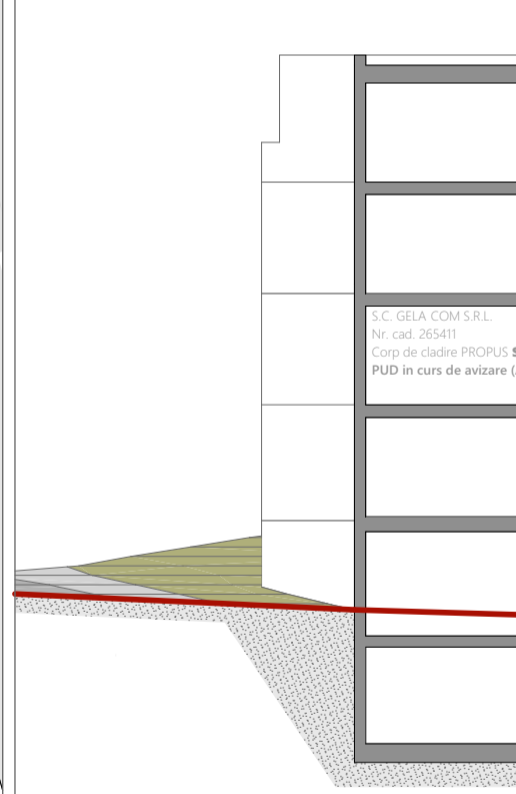 S.C. GELA COM S.R.L.
Nr. cad. 265411
Corp de cladire PROPUS
PUD in curs de avizare (